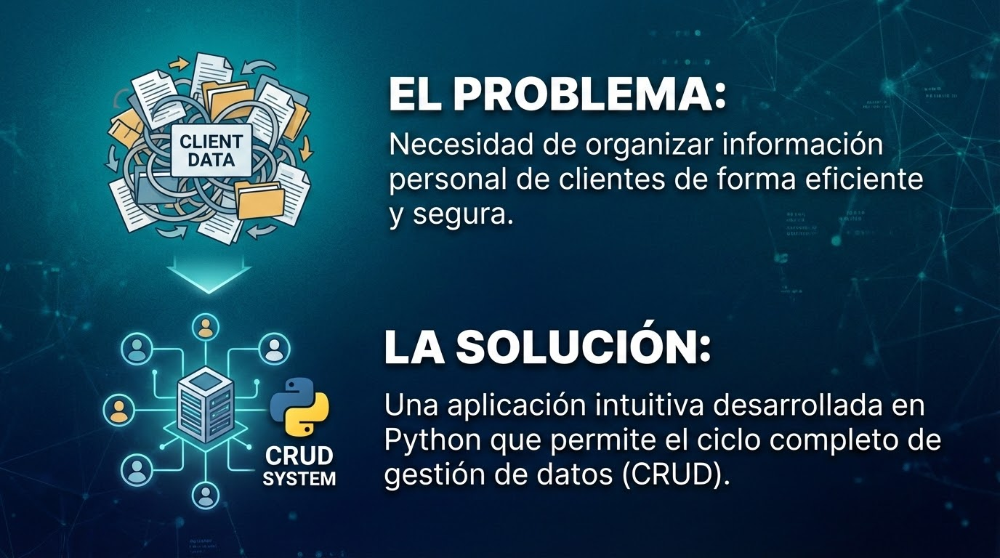 CLIENT
DATA
EL PROBLEMA:
Necesidad de organizar información
personal de clientes de forma eficiente
y segura.
LA SOLUCIÓN:
Una aplicación intuitiva desarrollada en
Python que permite el ciclo completo de
gestión de datos (CRUD).
CRUD
SYSTEM